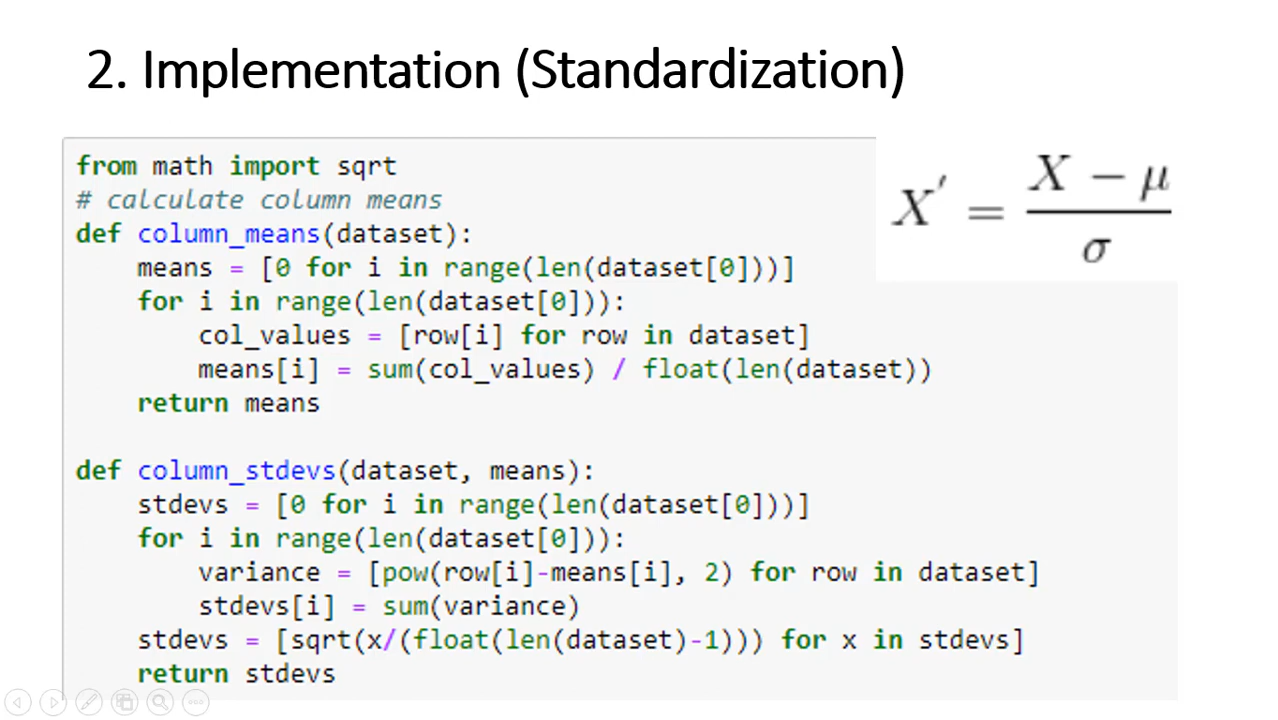 2. Implementation (Standardization)
from math import sqrt
# calculate column means
def column_means(dataset):
    means = [0 for i in range(len(dataset[0]))]
    for i in range(len(dataset[0])):
        col_values = [row[i] for row in dataset]
        means[i] = sum(col_values) / float(len(dataset))
    return means

def column_stdevs(dataset, means):
    stdevs = [0 for i in range(len(dataset[0]))]
    for i in range(len(dataset[0])):
        variance = [pow(row[i]-means[i], 2) for row in dataset]
        stdevs[i] = sum(variance)
    stdevs = [sqrt(x/(float(len(dataset)-1))) for x in stdevs]
    return stdevs
X − μ
X′ =
σ